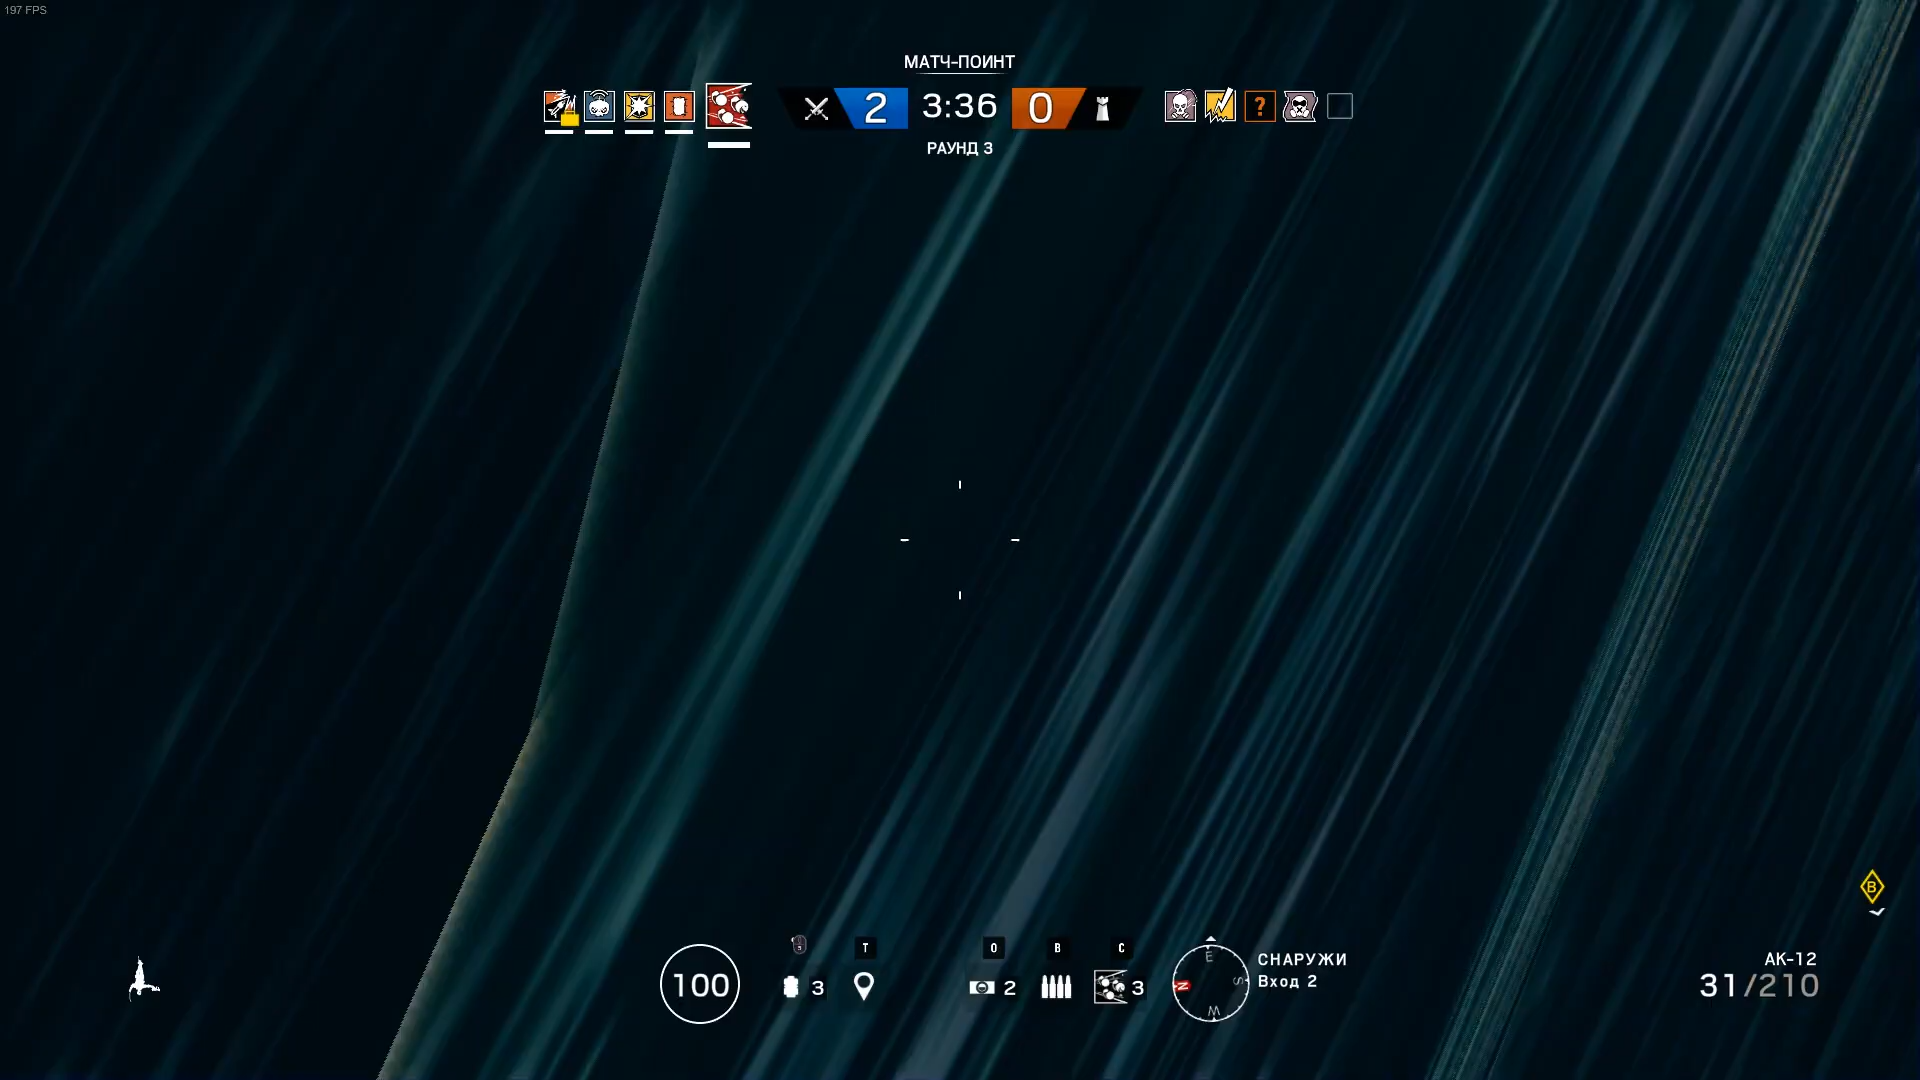 197 FPS
МАТЧ-ПОИНТ
2 3:36 0
?
РАУНД 3
B
T O B C
E
СНАРУЖИ
АК-12
100 3 2 3
N S
Вход 2
31/210
W